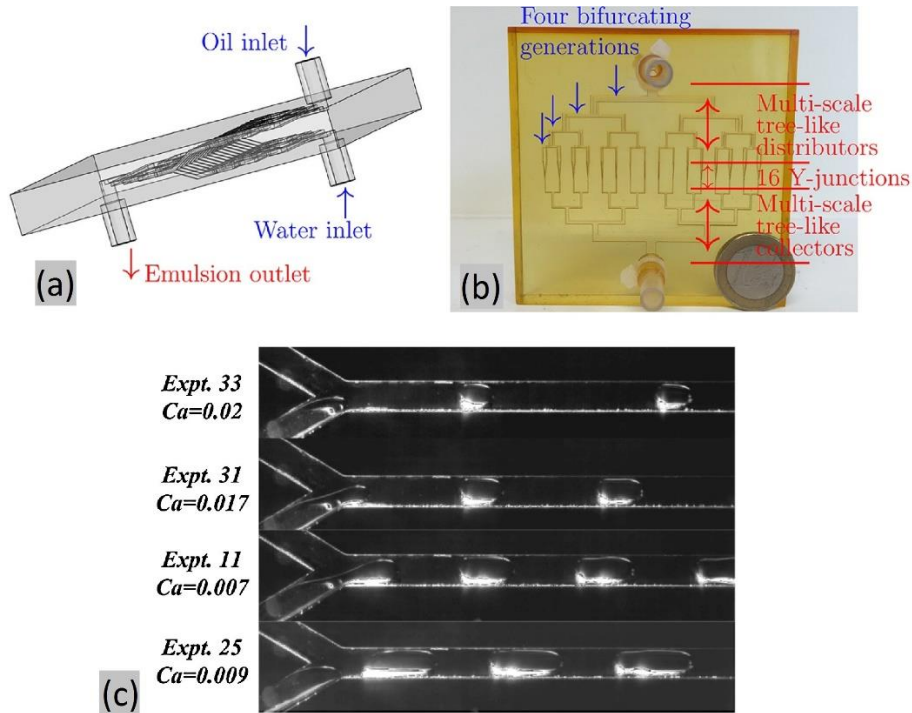 Oil inlet
Water inlet
Emulsion outlet
(a)
Four bifurcating
generations
Multi-scale
tree-like
distributors
16 Y-junctions
Multi-scale
tree-like
collectors
(b)
Expt. 33
Ca=0.02
Expt. 31
Ca=0.017
Expt. 11
Ca=0.007
Expt. 25
Ca=0.009
(c)